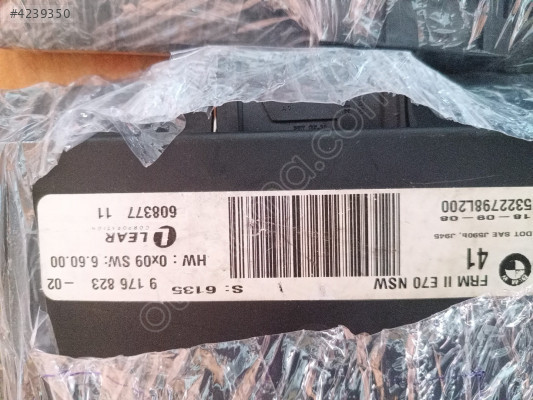 #4239350
FRM II E70 NSW
41
DOT SAE J590b, J945
18-09-08
5322798L200
S: 6135
9 176 823 -02
HW : 0x09 SW: 6.60.00
LEAR
CORPORATION
608377 11